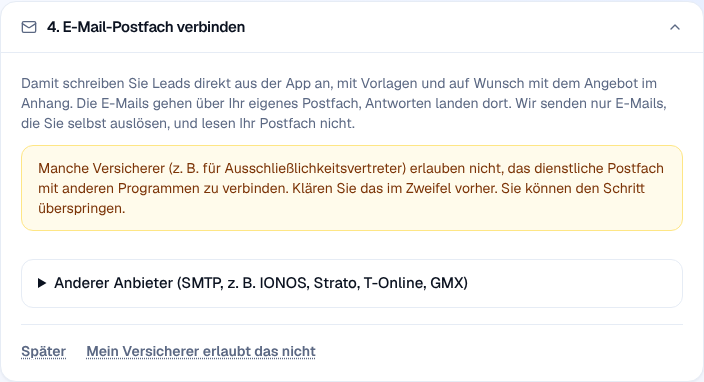 4. E-Mail-Postfach verbinden
Damit schreiben Sie Leads direkt aus der App an, mit Vorlagen und auf Wunsch mit dem Angebot im
Anhang. Die E-Mails gehen über Ihr eigenes Postfach, Antworten landen dort. Wir senden nur E-Mails,
die Sie selbst auslösen, und lesen Ihr Postfach nicht.
Manche Versicherer (z. B. für Ausschließlichkeitsvertreter) erlauben nicht, das dienstliche Postfach
mit anderen Programmen zu verbinden. Klären Sie das im Zweifel vorher. Sie können den Schritt
überspringen.
Anderer Anbieter (SMTP, z. B. IONOS, Strato, T-Online, GMX)
Später Mein Versicherer erlaubt das nicht